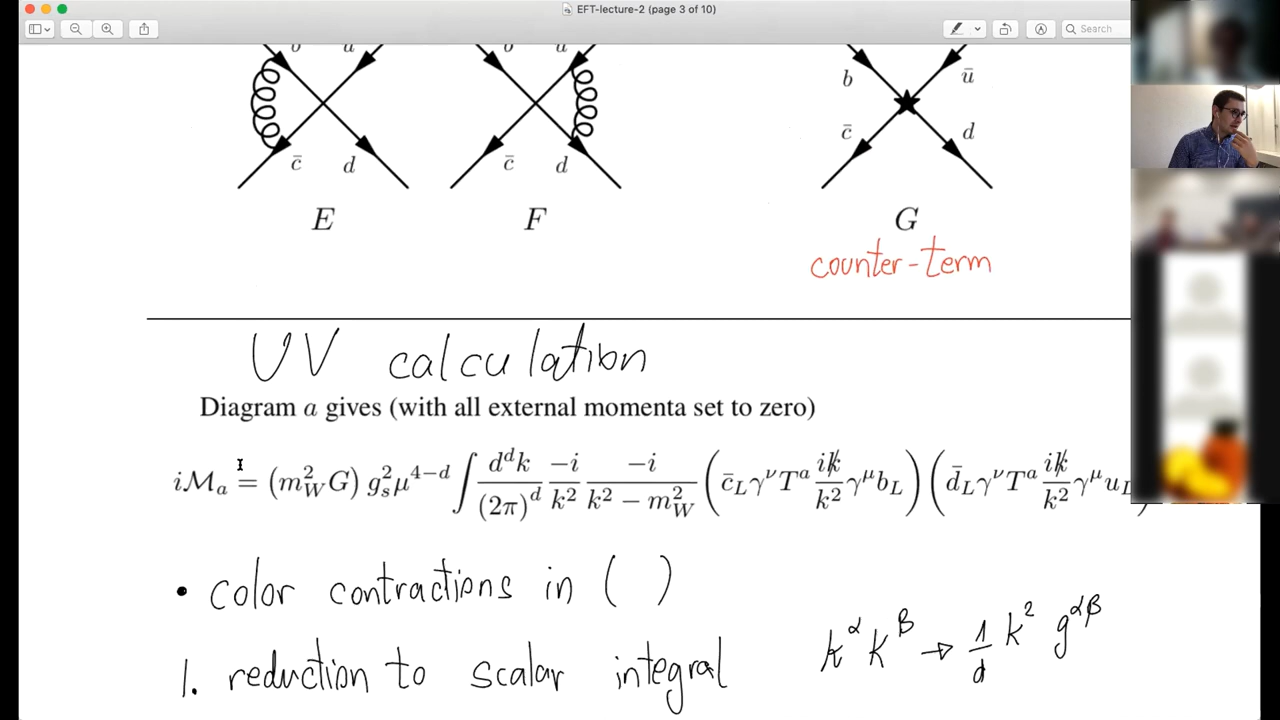 EFT-lecture-2 (page 3 of 10)
Search
b ū
c̄ d c̄ d c̄ d
E F G
counter-term
UV calculation
Diagram a gives (with all external momenta set to zero)
iM_a = (m_W^2 G) g_s^2 μ^{4−d} ∫ d^d k/(2π)^d −i/k^2 −i/(k^2 − m_W^2) (c̄_L γ^ν T^a ik̸/k^2 γ^μ b_L) (d̄_L γ^ν T^a ik̸/k^2 γ^μ u_L
• color contractions in ( )
k^α k^β → 1/d k^2 g^{αβ}
1. reduction to scalar integral